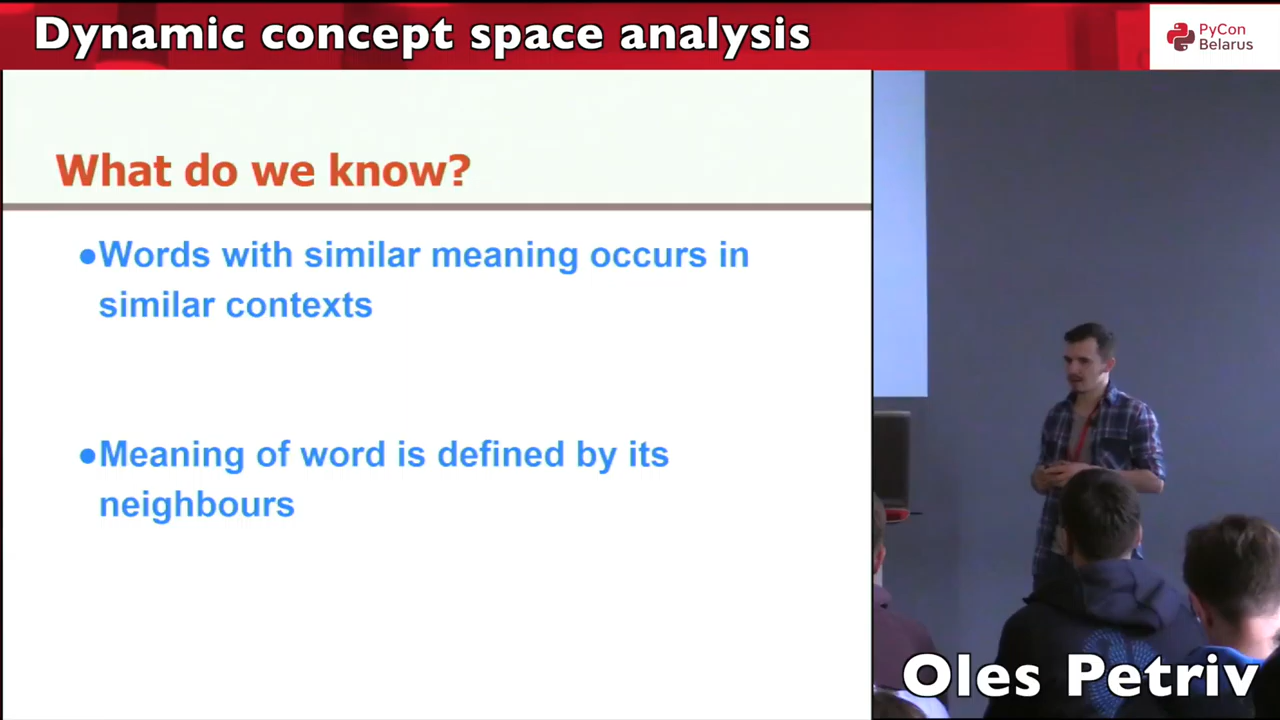 Dynamic concept space analysis
PyCon
Belarus
What do we know?
●Words with similar meaning occurs in
similar contexts
●Meaning of word is defined by its
neighbours
Oles Petriv